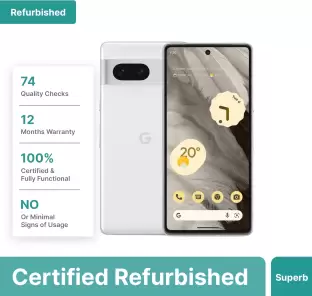 Refurbished
74
Quality Checks
12
Months Warranty
100%
Certified &
Fully Functional
NO
Or Minimal
Signs of Usage
20°
G
Certified Refurbished
Superb